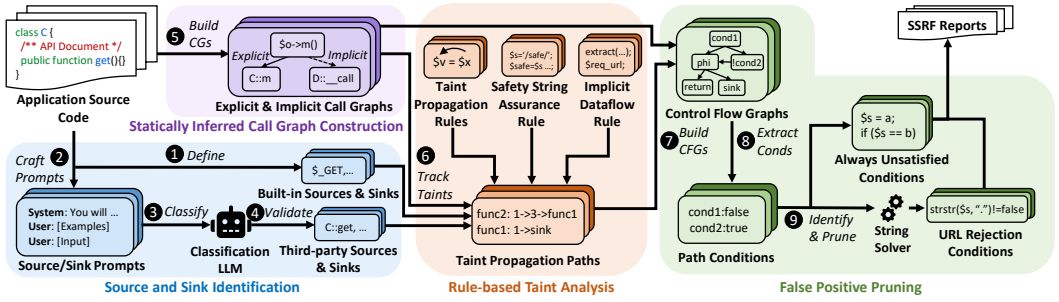 class C {
/** API Document */
public function get(){}
}
Application Source
Code
5
Build
CGs
$o->m()
Explicit
Implicit
C::m
D::__call
Explicit & Implicit Call Graphs
Statically Inferred Call Graph Construction
2
Craft
Prompts
1
Define
$_GET,...
Built-in Sources & Sinks
System: You will ...
User: [Examples]
User: [Input]
Source/Sink Prompts
3
Classify
Classification
LLM
4
Validate
C::get, ...
Third-party Sources
& Sinks
Source and Sink Identification
$v = $x
Taint
Propagation
Rules
$s='/safe/';
$safe=$s ...;
Safety String
Assurance
Rule
extract(...);
$req_url;
Implicit
Dataflow
Rule
6
Track
Taints
func2: 1->3->func1
func1: 1->sink
Taint Propagation Paths
Rule-based Taint Analysis
cond1
phi
!cond2
return
sink
Control Flow Graphs
7
Build
CFGs
8
Extract
Conds
cond1:false
cond2:true
Path Conditions
9
Identify
& Prune
$s = a;
if ($s == b)
Always Unsatisfied
Conditions
String
Solver
strstr($s, “.”)!=false
URL Rejection
Conditions
SSRF Reports
False Positive Pruning